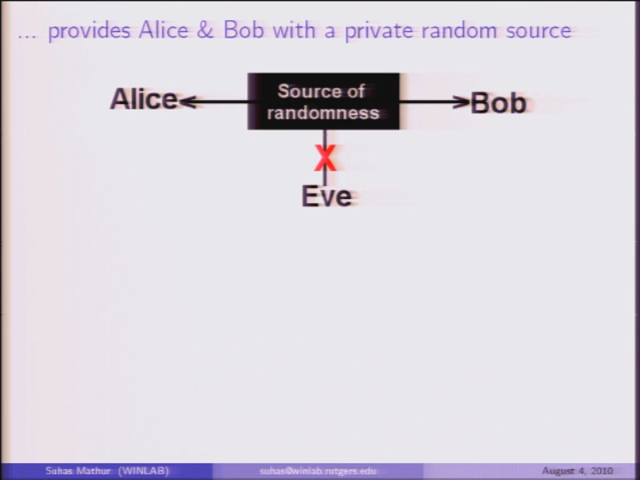 ... provides Alice & Bob with a private random source
Alice
Source of
randomness
Bob
X
Eve
Suhas Mathur (WINLAB)
suhas@winlab.rutgers.edu
August 4, 2010